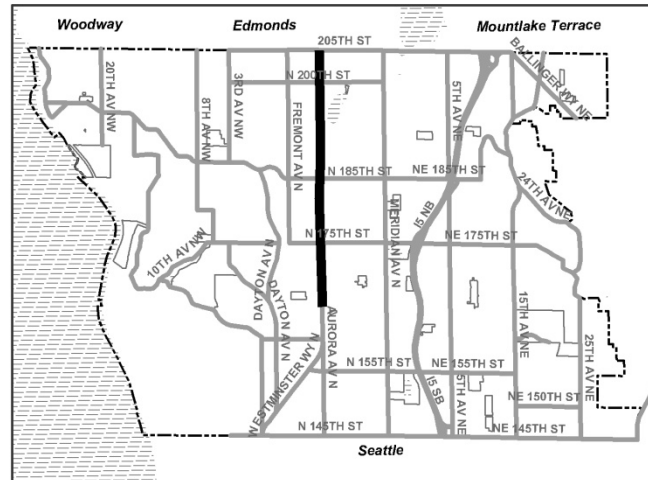 Woodway
Edmonds
Mountlake Terrace
205TH ST
BALLINGER WY NE
20TH AV NW
8TH AV NW
3RD AV NW
N 200TH ST
FREMONT AV N
5TH AV NE
N 185TH ST
NE 185TH ST
24TH AV NE
MERIDIAN AV N
I5 NB
10TH AV NW
DAYTON AV N
DAYTON AV N
N 175TH ST
NE 175TH ST
AURORA AV N
15TH AV NE
25TH AV NE
WESTMINSTER WY N
N 155TH ST
NE 155TH ST
I5 SB
5TH AV NE
NE 150TH ST
N 145TH ST
NE 145TH ST
Seattle